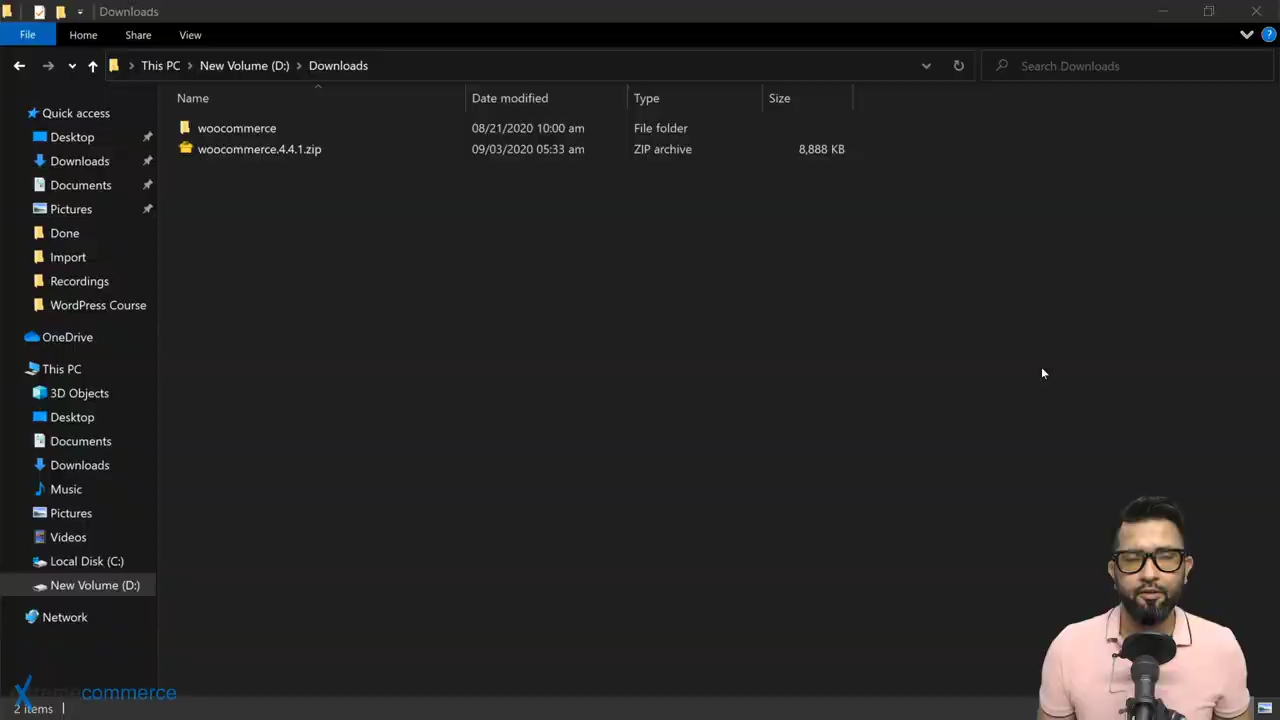 Downloads
File Home Share View
This PC New Volume (D:) Downloads Search Downloads
Name Date modified Type Size
woocommerce 08/21/2020 10:00 am File folder
woocommerce.4.4.1.zip 09/03/2020 05:33 am ZIP archive 8,888 KB
Quick access
Desktop
Downloads
Documents
Pictures
Done
Import
Recordings
WordPress Course
OneDrive
This PC
3D Objects
Desktop
Documents
Downloads
Music
Pictures
Videos
Local Disk (C:)
New Volume (D:)
Network
commerce
2 items